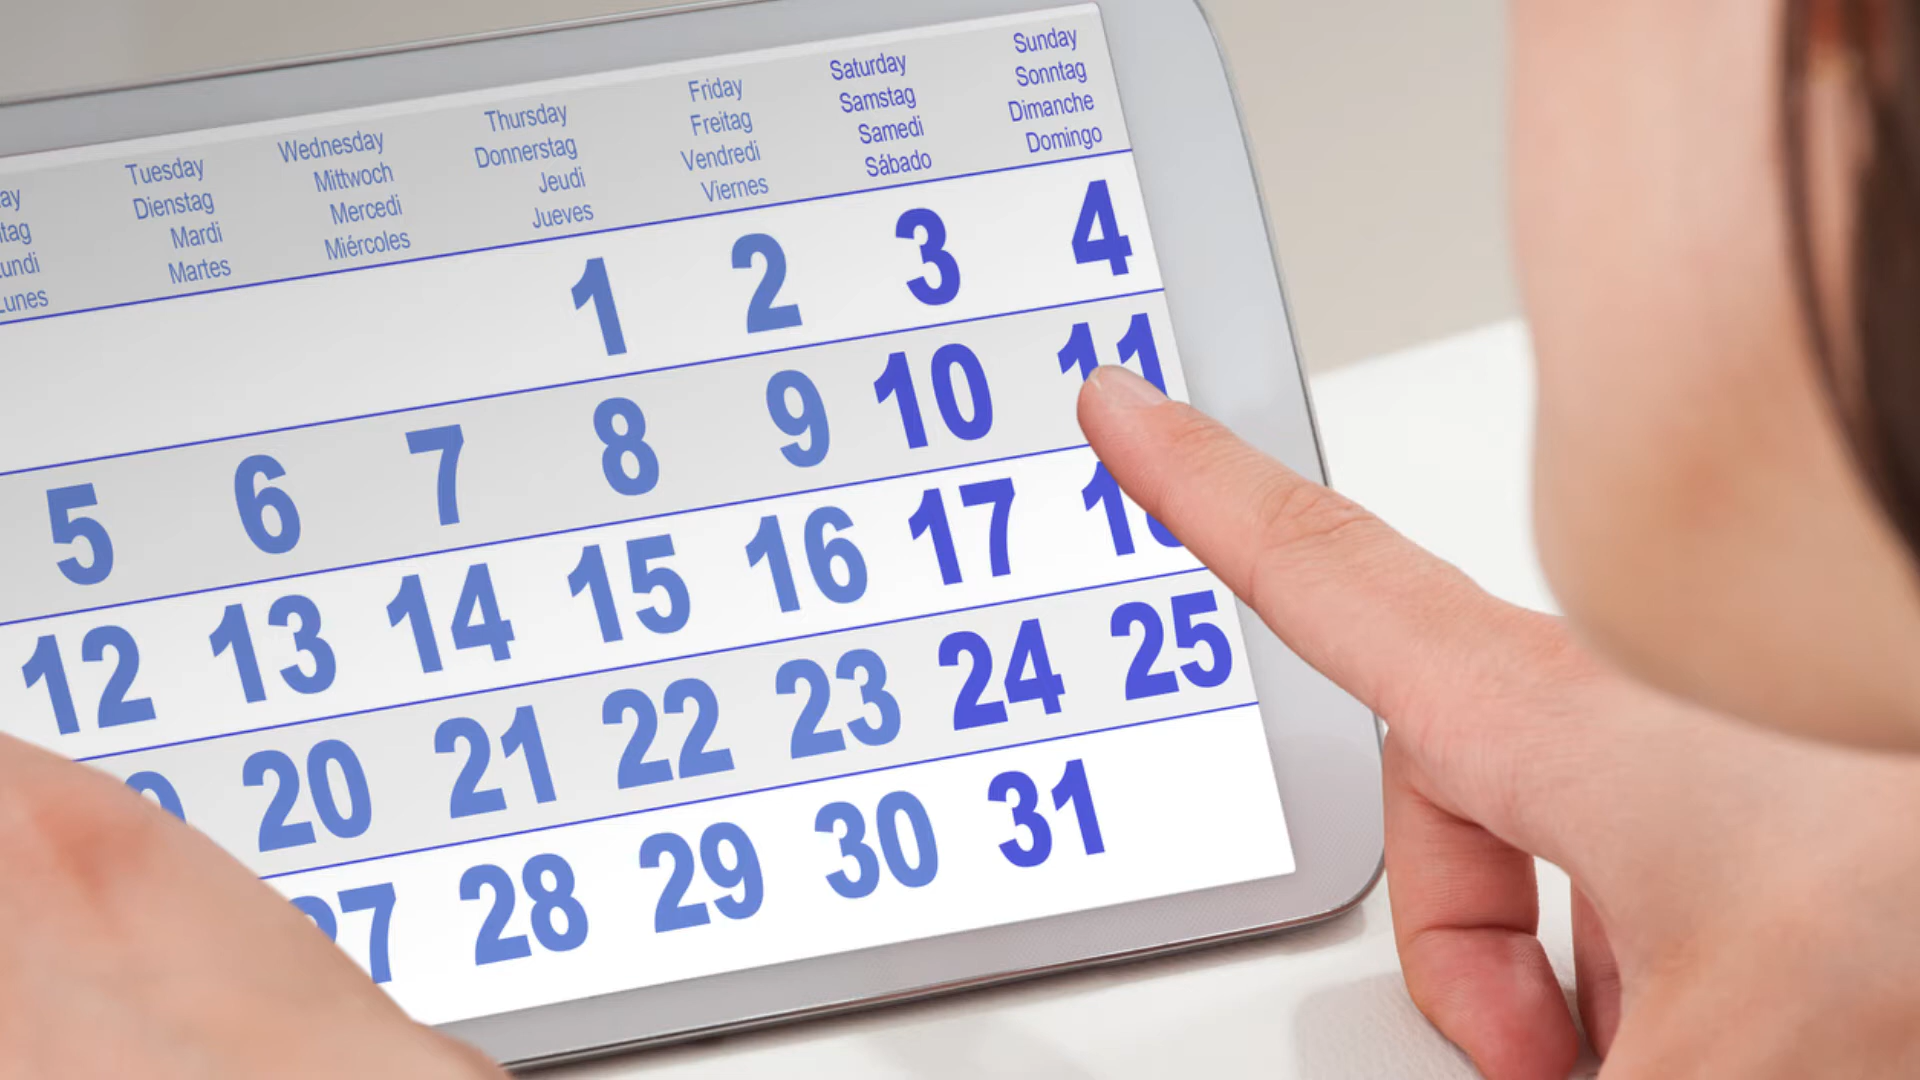 Tuesday Wednesday Thursday Friday Saturday Sunday
Dienstag Mittwoch Donnerstag Freitag Samstag Sonntag
Mardi Mercedi Jeudi Vendredi Samedi Dimanche
Lunes Martes Miércoles Jueves Viernes Sábado Domingo
1 2 3 4
5 6 7 8 9 10 11
12 13 14 15 16 17
20 21 22 23 24 25
27 28 29 30 31